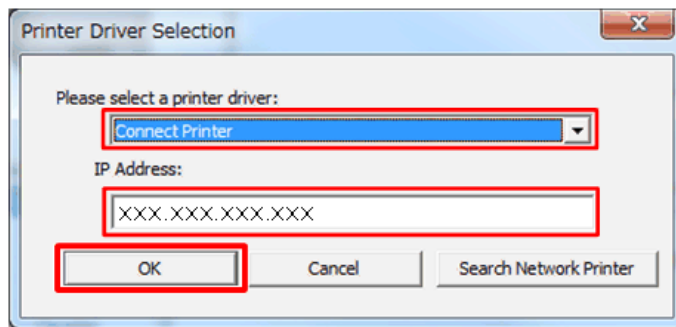 Printer Driver Selection
Please select a printer driver:
Connect Printer
IP Address:
XXX.XXX.XXX.XXX
OK Cancel Search Network Printer